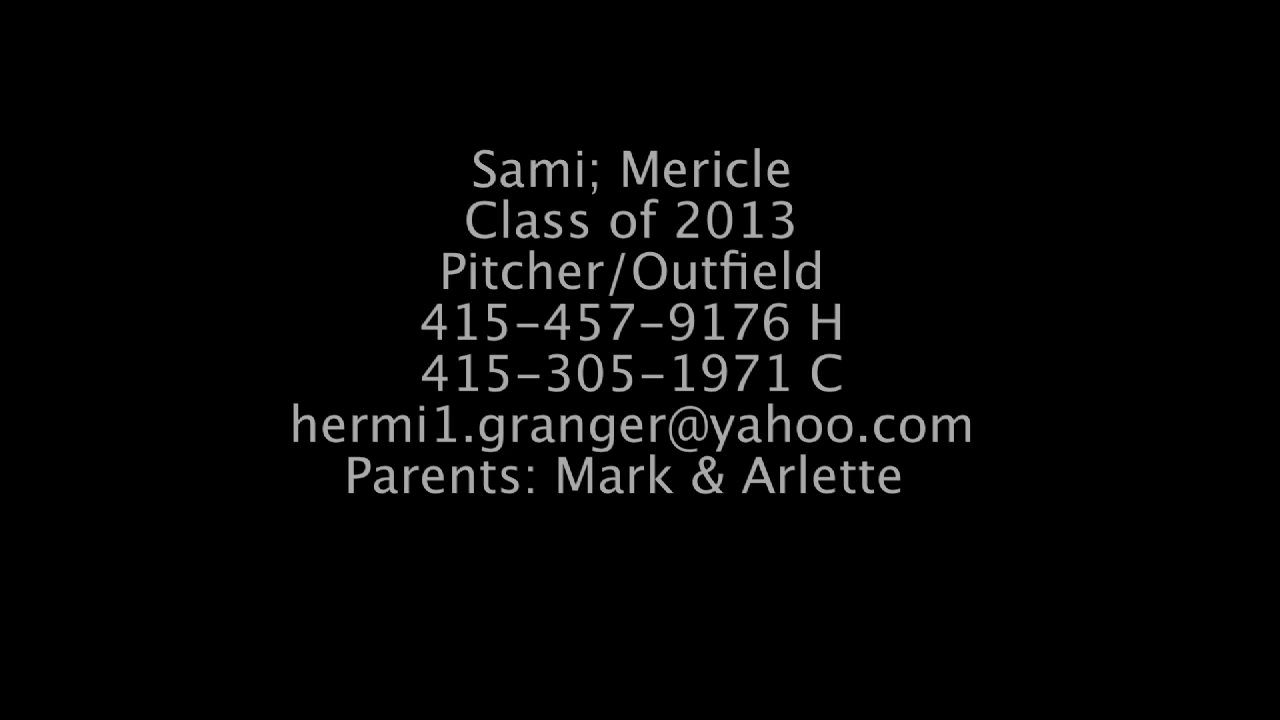 Sami; Mericle
Class of 2013
Pitcher/Outfield
415-457-9176 H
415-305-1971 C
hermi1.granger@yahoo.com
Parents: Mark & Arlette